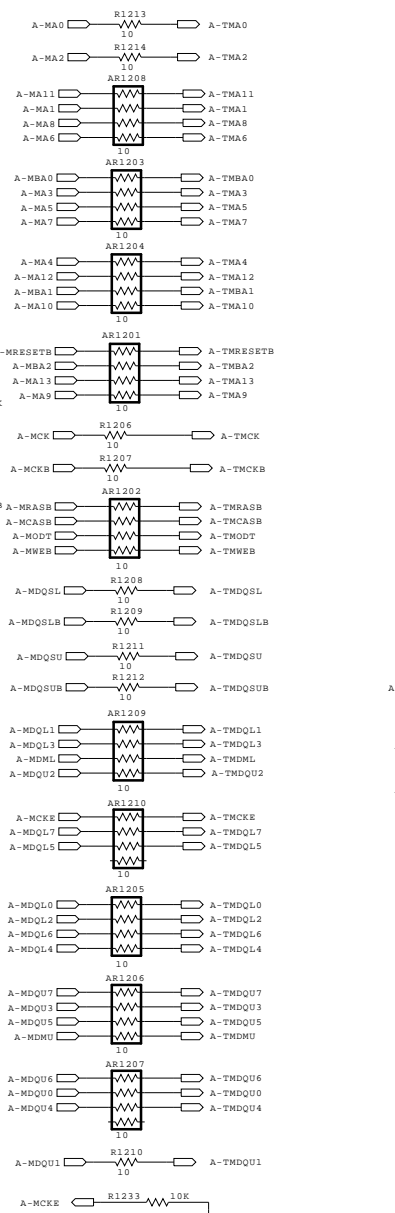 R1213
A-MA0 A-TMA0
10
R1214
A-MA2 A-TMA2
10
AR1208
A-MA11 A-TMA11
A-MA1 A-TMA1
A-MA8 A-TMA8
A-MA6 A-TMA6
10
AR1203
A-MBA0 A-TMBA0
A-MA3 A-TMA3
A-MA5 A-TMA5
A-MA7 A-TMA7
10
AR1204
A-MA4 A-TMA4
A-MA12 A-TMA12
A-MBA1 A-TMBA1
A-MA10 A-TMA10
10
AR1201
-MRESETB A-TMRESETB
A-MBA2 A-TMBA2
A-MA13 A-TMA13
A-MA9 A-TMA9
10
R1206
A-MCK A-TMCK
10
R1207
A-MCKB A-TMCKB
10
AR1202
B A-MRASB A-TMRASB
A-MCASB A-TMCASB
A-MODT A-TMODT
A-MWEB A-TMWEB
10
R1208
A-MDQSL A-TMDQSL
10
R1209
A-MDQSLB A-TMDQSLB
10
R1211
A-MDQSU A-TMDQSU
10
R1212
A-MDQSUB A-TMDQSUB A
10
AR1209
A-MDQL1 A-TMDQL1
A-MDQL3 A-TMDQL3
A-MDML A-TMDML
A-MDQU2 A-TMDQU2
10
AR1210
A-MCKE A-TMCKE
A-MDQL7 A-TMDQL7
A-MDQL5 A-TMDQL5
10
AR1205
A-MDQL0 A-TMDQL0
A-MDQL2 A-TMDQL2
A-MDQL6 A-TMDQL6
A-MDQL4 A-TMDQL4
10
AR1206
A-MDQU7 A-TMDQU7
A-MDQU3 A-TMDQU3
A-MDQU5 A-TMDQU5
A-MDMU A-TMDMU
10
AR1207
A-MDQU6 A-TMDQU6
A-MDQU0 A-TMDQU0
A-MDQU4 A-TMDQU4
10
R1210
A-MDQU1 A-TMDQU1
10
A-MCKE R1233 10K